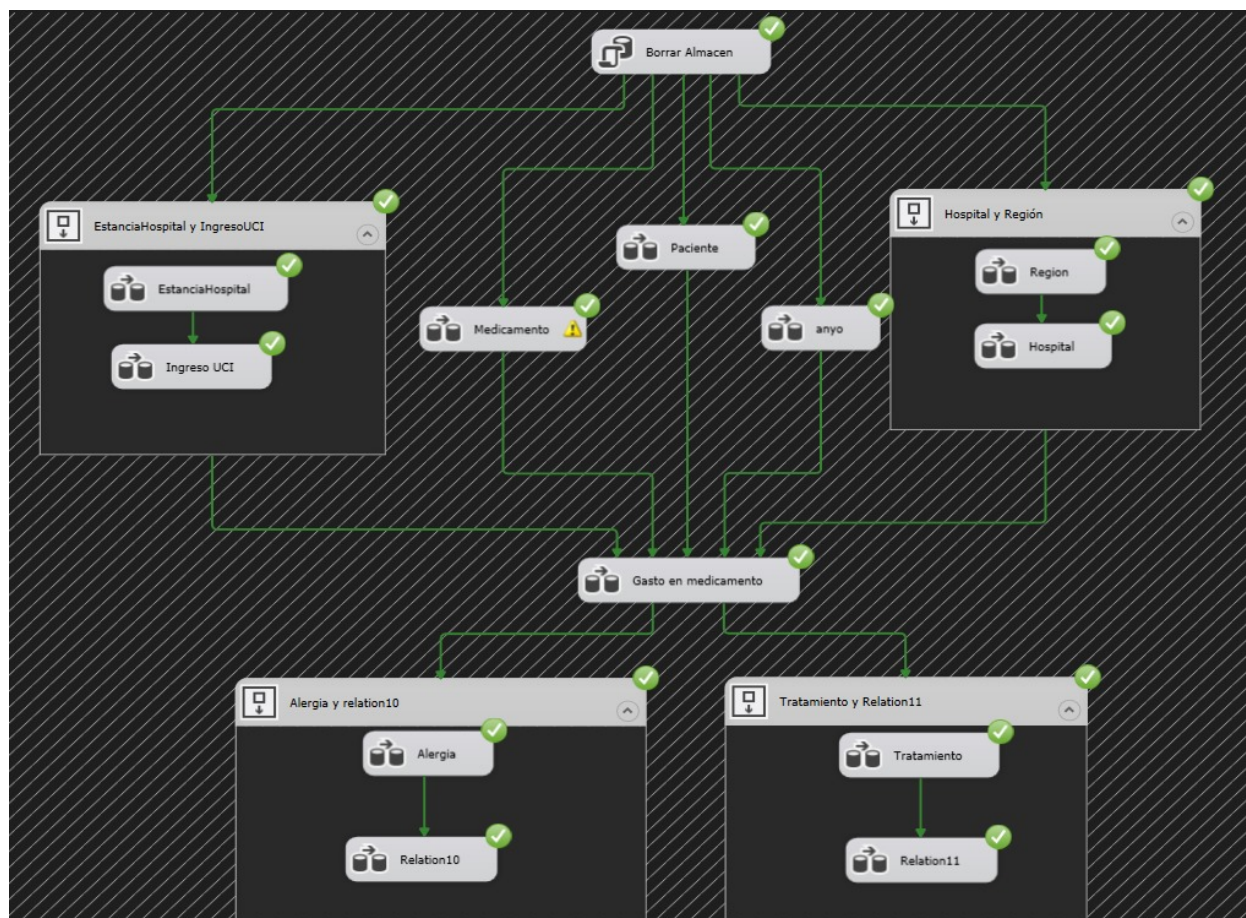 Borrar Almacen
EstanciaHospital y IngresoUCI
EstanciaHospital
Ingreso UCI
Medicamento
Paciente
anyo
Hospital y Región
Region
Hospital
Gasto en medicamento
Alergia y relation10
Alergia
Relation10
Tratamiento y Relation11
Tratamiento
Relation11